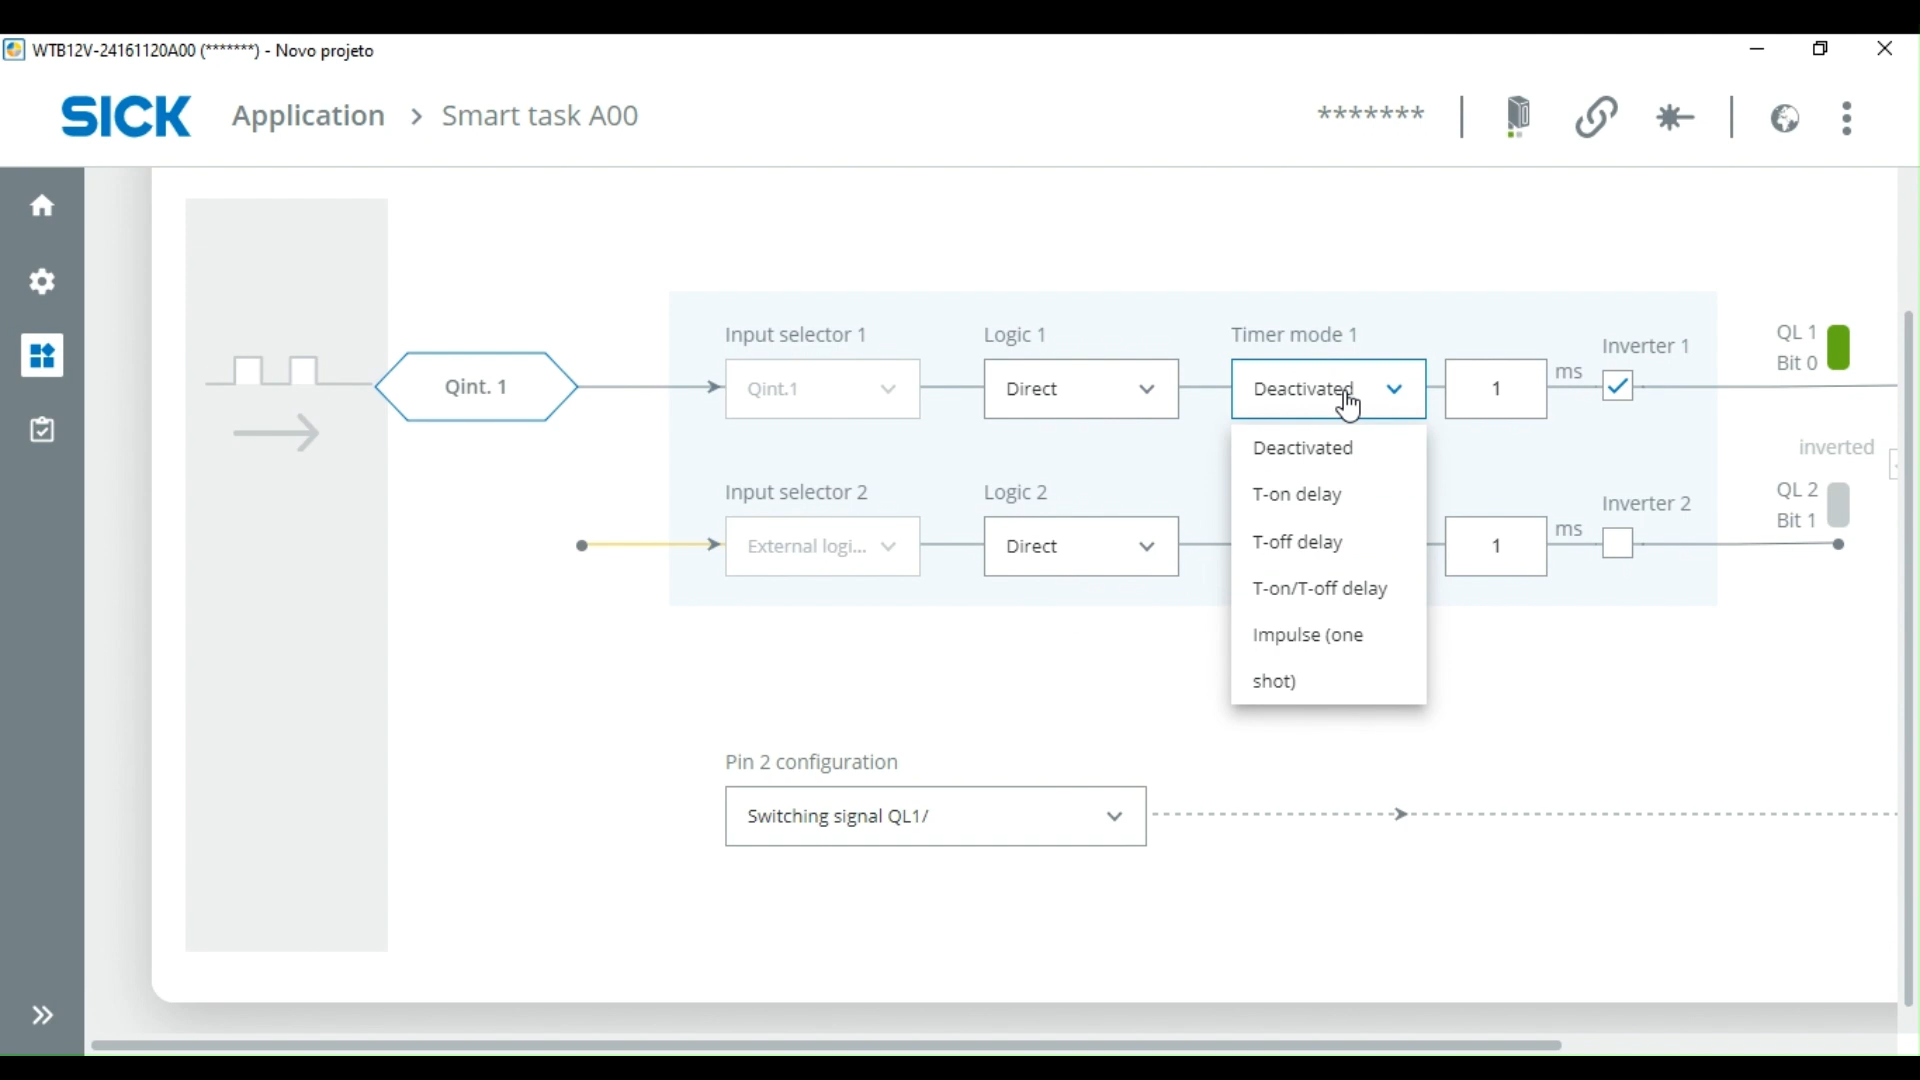 WTB12V-24161120A00 (*******) - Novo projeto
SICK
Application > Smart task A00
*******
Input selector 1
Logic 1
Timer mode 1
Inverter 1
QL 1
Bit 0
Qint. 1
Qint.1
Direct
Deactivated
1
ms
Deactivated
T-on delay
T-off delay
T-on/T-off delay
Impulse (one
shot)
inverted
Input selector 2
Logic 2
Inverter 2
QL 2
Bit 1
External logi...
Direct
1
ms
Pin 2 configuration
Switching signal QL1/